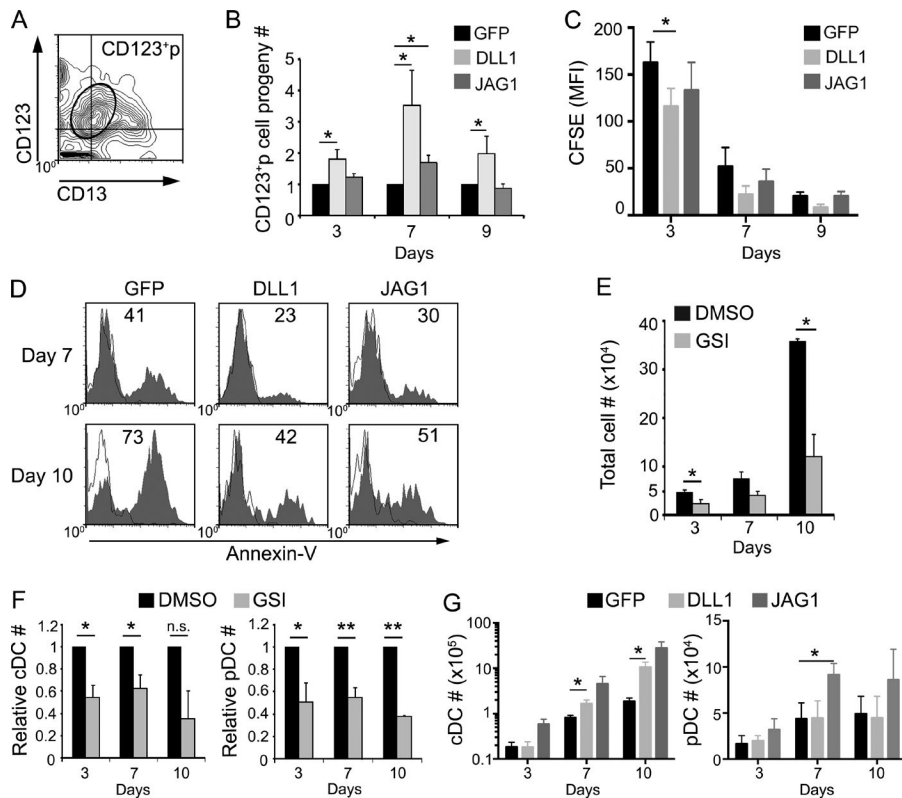 A
CD123⁺p
CD123
10⁰
CD13
B
GFP
DLL1
JAG1
CD123⁺p cell progeny #
5
4
3
2
1
0
* * * *
3 7 9
Days
C
GFP
DLL1
JAG1
CFSE (MFI)
200
150
100
50
0
*
3 7 9
Days
D
GFP DLL1 JAG1
Day 7
41 23 30
10⁰ 10⁰ 10⁰
Day 10
73 42 51
10⁰ 10⁰ 10⁰
Annexin-V
E
DMSO
GSI
Total cell # (x10⁴)
40
30
20
10
5
0
* *
3 7 10
Days
F
DMSO GSI
Relative cDC #
1.2
1
0.8
0.6
0.4
0.2
0
* * n.s.
3 7 10
Days
Relative pDC #
1.2
1
0.8
0.6
0.4
0.2
0
* ** **
3 7 10
Days
G
GFP DLL1 JAG1
cDC # (x10⁵)
100
10
1
0.1
* *
3 7 10
Days
pDC # (x10⁴)
15
10
5
0
*
3 7 10
Days